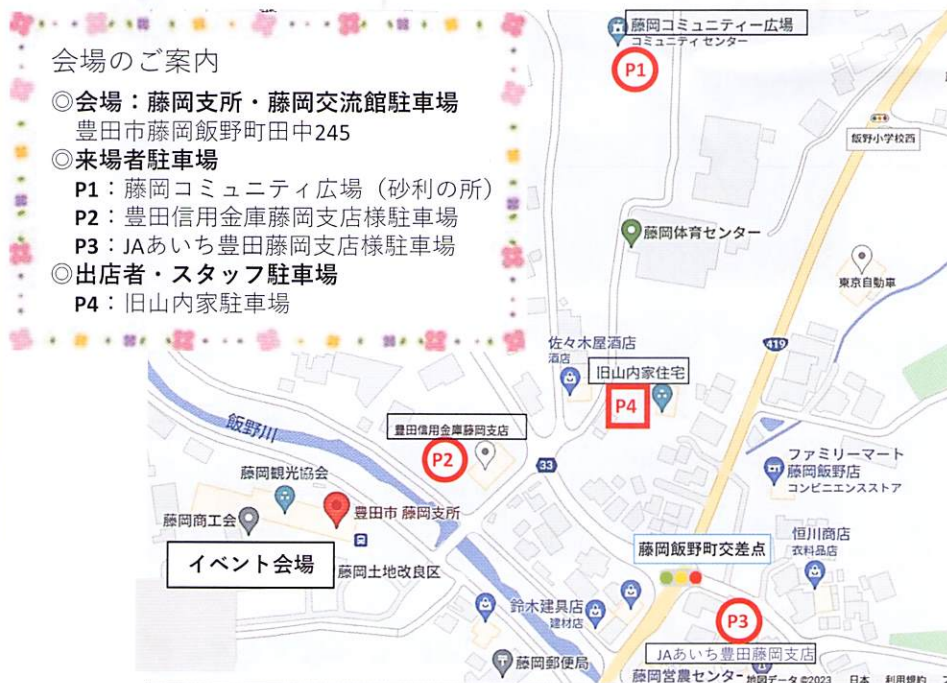 会場のご案内
◎会場：藤岡支所・藤岡交流館駐車場
豊田市藤岡飯野町田中245
◎来場者駐車場
P1：藤岡コミュニティ広場（砂利の所）
P2：豊田信用金庫藤岡支店様駐車場
P3：JAあいち豊田藤岡支店様駐車場
◎出店者・スタッフ駐車場
P4：旧山内家駐車場
藤岡コミュニティー広場
コミュニティ センター
P1
飯野小学校西
藤岡体育センター
東京自動車
佐々木屋酒店
酒店
419
旧山内家住宅
P4
飯野川
豊田信用金庫藤岡支店
P2
33
ファミリーマート
藤岡飯野店
コンビニエンスストア
藤岡観光協会
豊田市 藤岡支所
藤岡商工会
イベント会場
藤岡土地改良区
藤岡飯野町交差点
恒川商店
衣料品店
鈴木建具店
建材店
P3
JAあいち豊田藤岡支店
藤岡郵便局
藤岡営農センター
地図データ ©2023 日本 利用規約